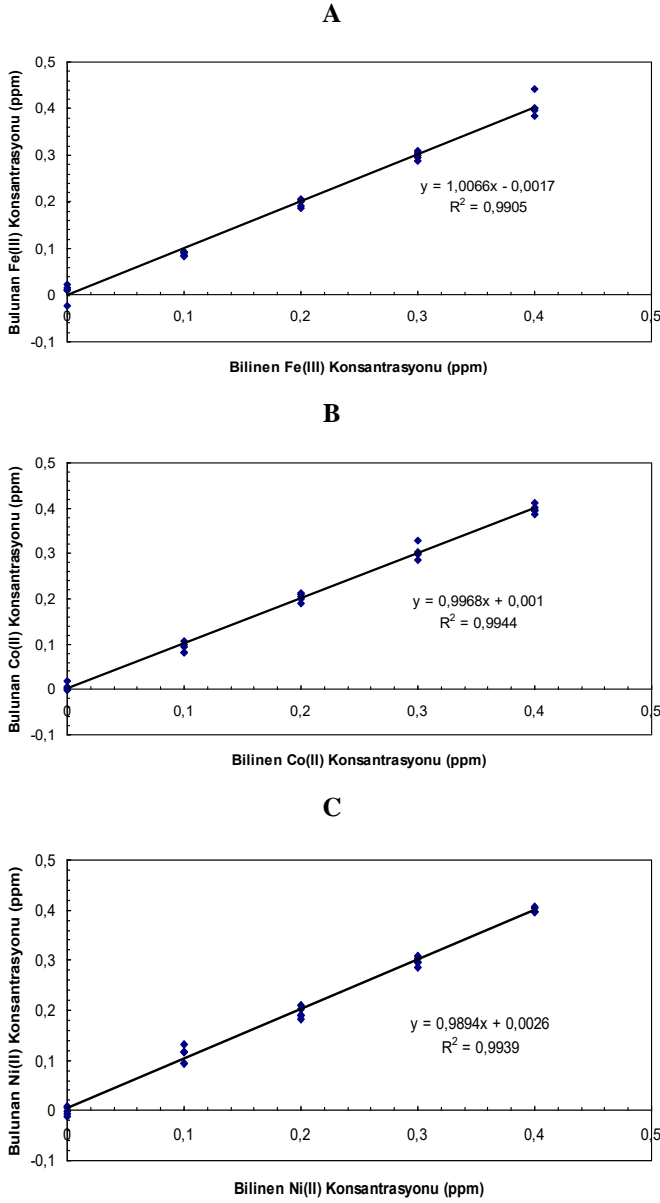 A
Bulunan Fe(III) Konsantrasyonu (ppm)
0,5
0,4
0,3
0,2
0,1
0
-0,1
0 0,1 0,2 0,3 0,4 0,5
y = 1,0066x - 0,0017
R² = 0,9905
Bilinen Fe(III) Konsantrasyonu (ppm)
B
Bulunan Co(II) Konsantrasyonu (ppm)
0,5
0,4
0,3
0,2
0,1
0
-0,1
0 0,1 0,2 0,3 0,4 0,5
y = 0,9968x + 0,001
R² = 0,9944
Bilinen Co(II) Konsantrasyonu (ppm)
C
Bulunan Ni(II) Konsantrasyonu (ppm)
0,5
0,4
0,3
0,2
0,1
0
-0,1
0 0,1 0,2 0,3 0,4 0,5
y = 0,9894x + 0,0026
R² = 0,9939
Bilinen Ni(II) Konsantrasyonu (ppm)